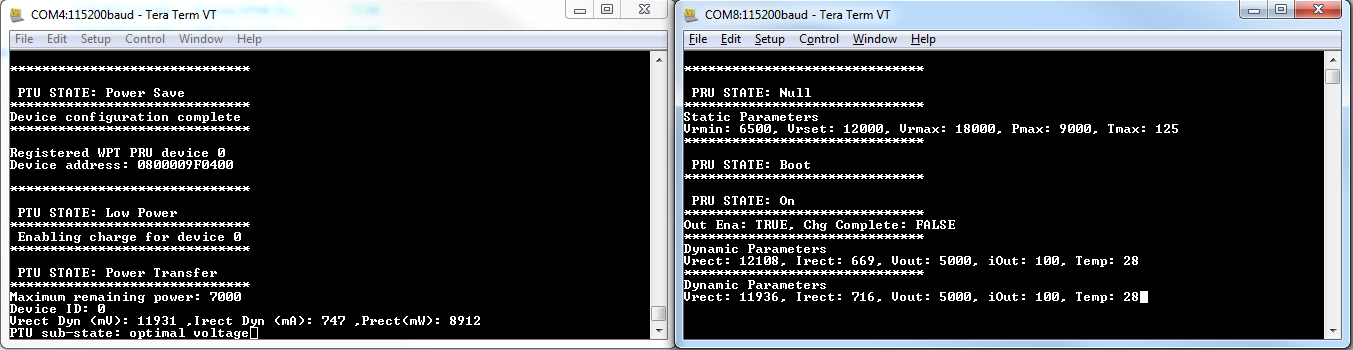 COM4:115200baud - Tera Term VT
File Edit Setup Control Window Help
*******************************
PTU STATE: Power Save
*******************************
Device configuration complete
*******************************
Registered WPT PRU device 0
Device address: 0800009F0400
*******************************
PTU STATE: Low Power
*******************************
Enabling charge for device 0
*******************************
PTU STATE: Power Transfer
*******************************
Maximum remaining power: 7000
Device ID: 0
Vrect Dyn (mV): 11931 ,Irect Dyn (mA): 747 ,Prect(mW): 8912
PTU sub-state: optimal voltage
COM8:115200baud - Tera Term VT
File Edit Setup Control Window Help
*******************************
PRU STATE: Null
*******************************
Static Parameters
Vrmin: 6500, Vrset: 12000, Vrmax: 18000, Pmax: 9000, Tmax: 125
*******************************
PRU STATE: Boot
*******************************
PRU STATE: On
*******************************
Out Ena: TRUE, Chg Complete: FALSE
*******************************
Dynamic Parameters
Vrect: 12108, Irect: 669, Vout: 5000, iOut: 100, Temp: 28
*******************************
Dynamic Parameters
Vrect: 11936, Irect: 716, Vout: 5000, iOut: 100, Temp: 28